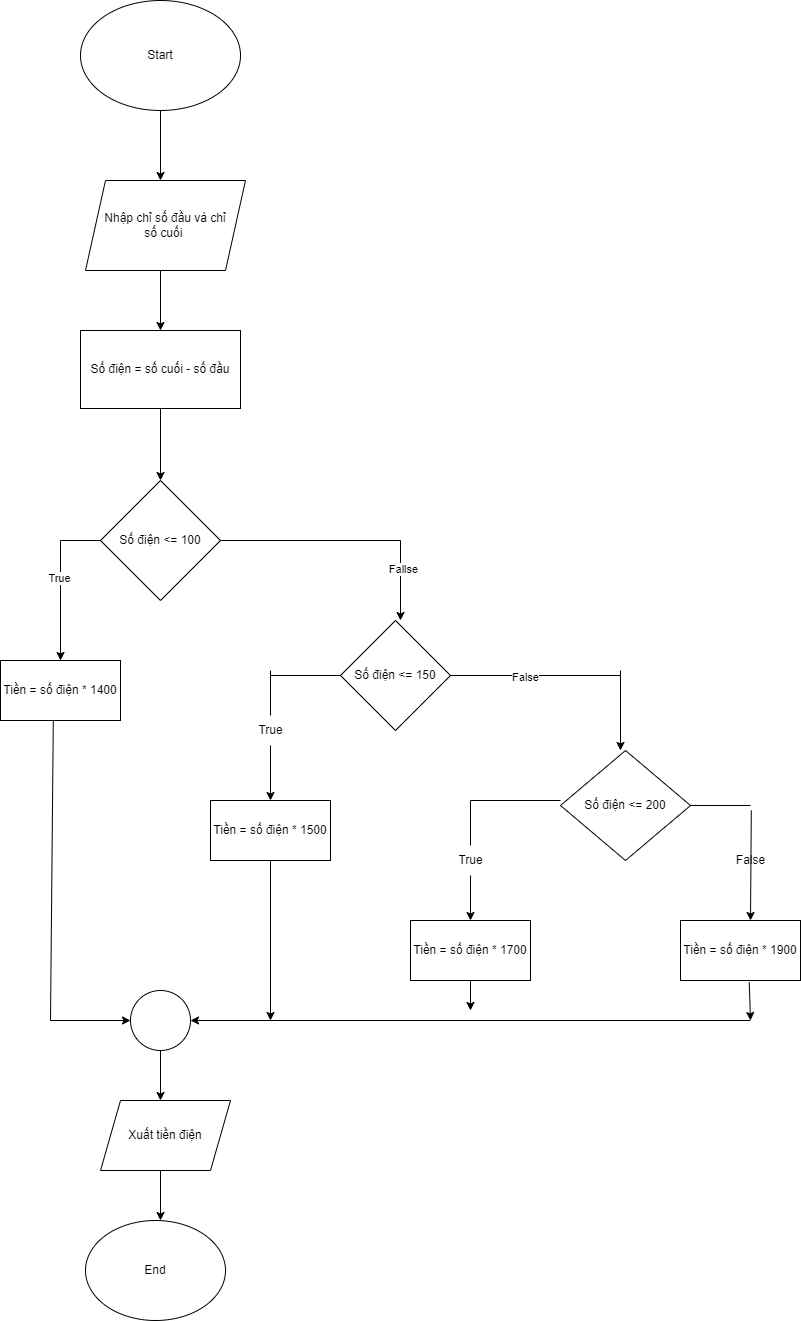 Start
Nhập chỉ số đầu và chỉ
số cuối
Số điện = số cuối - số đầu
Số điện <= 100
True
Fallse
Số điện <= 150
Tiền = số điện * 1400
False
True
Số điện <= 200
Tiền = số điện * 1500
True
False
Tiền = số điện * 1700
Tiền = số điện * 1900
Xuất tiền điện
End